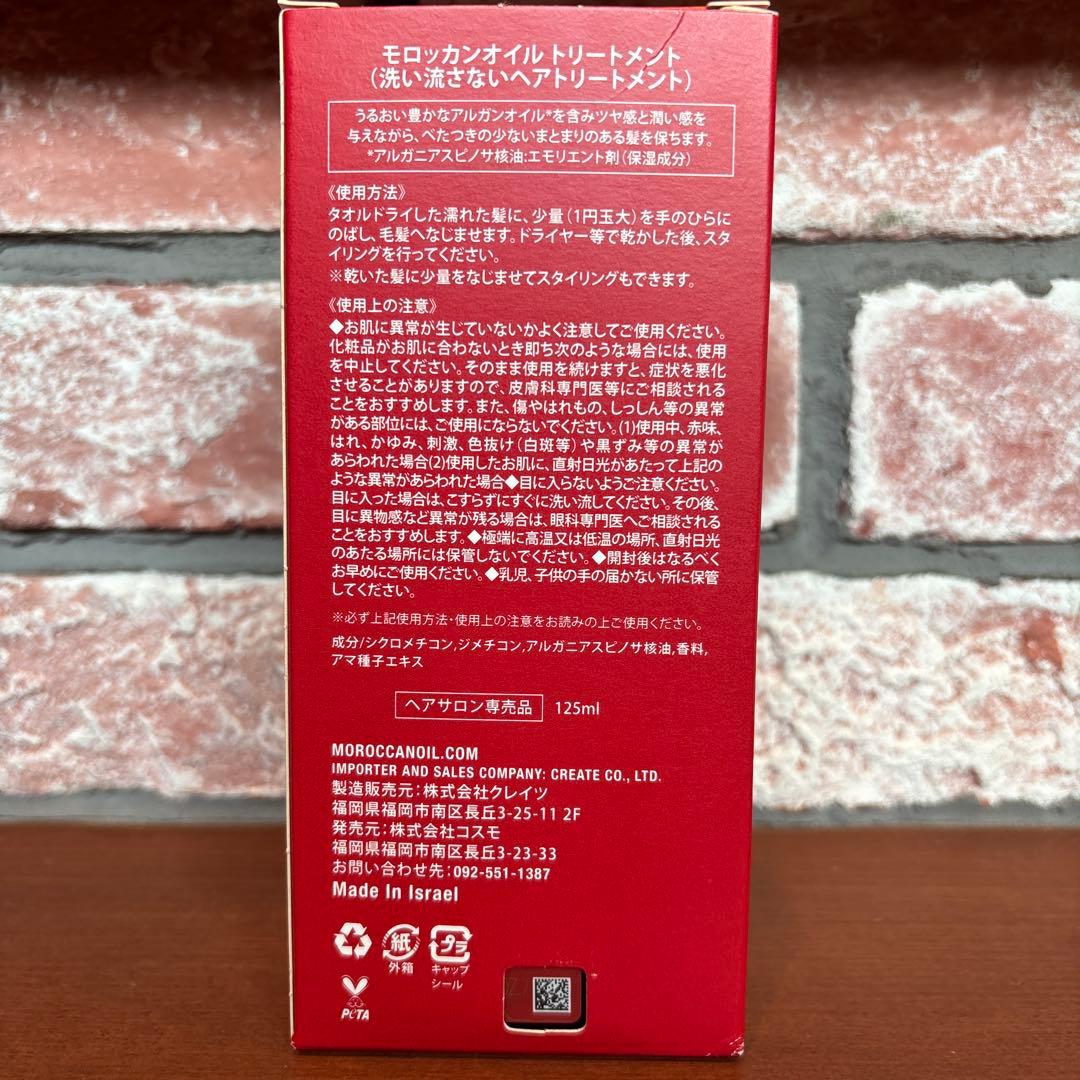 モロッカンオイル トリートメント
(洗い流さないヘアトリートメント)
うるおい豊かなアルガンオイル*を含みツヤ感と潤い感を
与えながら、べたつきの少ないまとまりのある髪を保ちます。
*アルガニアスピノサ核油:エモリエント剤(保湿成分)
《使用方法》
タオルドライした濡れた髪に、少量(1円玉大)を手のひらに
のばし、毛髪へなじませます。ドライヤー等で乾かした後、スタ
イリングを行ってください。
※乾いた髪に少量をなじませてスタイリングもできます。
《使用上の注意》
◆お肌に異常が生じていないかよく注意してご使用ください。
化粧品がお肌に合わないとき即ち次のような場合には、使用
を中止してください。そのまま使用を続けますと、症状を悪化
させることがありますので、皮膚科専門医等にご相談される
ことをおすすめします。また、傷やはれもの、しっしん等の異常
がある部位には、ご使用にならないでください。(1)使用中、赤味、
はれ、かゆみ、刺激、色抜け(白斑等)や黒ずみ等の異常が
あらわれた場合(2)使用したお肌に、直射日光があたって上記の
ような異常があらわれた場合◆目に入らないようご注意ください。
目に入った場合は、こすらずにすぐに洗い流してください。その後、
目に異物感など異常が残る場合は、眼科専門医へご相談される
ことをおすすめします。◆極端に高温又は低温の場所、直射日光
のあたる場所には保管しないでください。◆開封後はなるべく
お早めにご使用ください。◆乳児、子供の手の届かない所に保管
してください。
※必ず上記使用方法・使用上の注意をお読みの上ご使用ください。
成分/シクロメチコン,ジメチコン,アルガニアスピノサ核油,香料,
アマ種子エキス
ヘアサロン専売品 125ml
MOROCCANOIL.COM
IMPORTER AND SALES COMPANY: CREATE CO., LTD.
製造販売元:株式会社クレイツ
福岡県福岡市南区長丘3-25-11 2F
発売元:株式会社コスモ
福岡県福岡市南区長丘3-23-33
お問い合わせ先:092-551-1387
Made In Israel
紙 プラ
外箱 キャップ
シール
PeTA